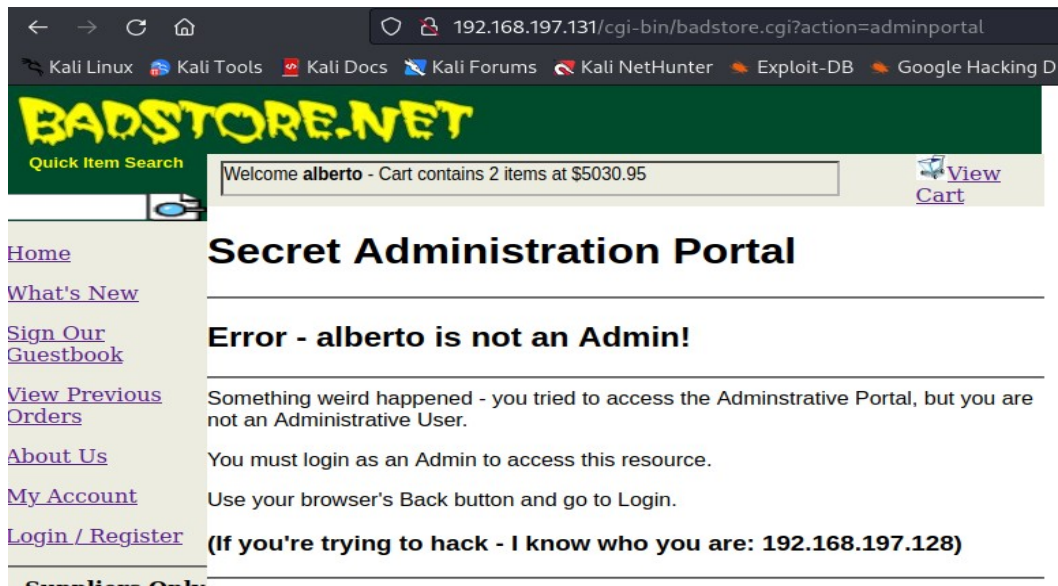 192.168.197.131/cgi-bin/badstore.cgi?action=adminportal
Kali Linux Kali Tools Kali Docs Kali Forums Kali NetHunter Exploit-DB Google Hacking D
BADSTORE.NET
Quick Item Search
Welcome alberto - Cart contains 2 items at $5030.95
View
Cart
Home
What's New
Sign Our
Guestbook
View Previous
Orders
About Us
My Account
Login / Register
Suppliers Only
Secret Administration Portal
Error - alberto is not an Admin!
Something weird happened - you tried to access the Adminstrative Portal, but you are
not an Administrative User.
You must login as an Admin to access this resource.
Use your browser's Back button and go to Login.
(If you're trying to hack - I know who you are: 192.168.197.128)